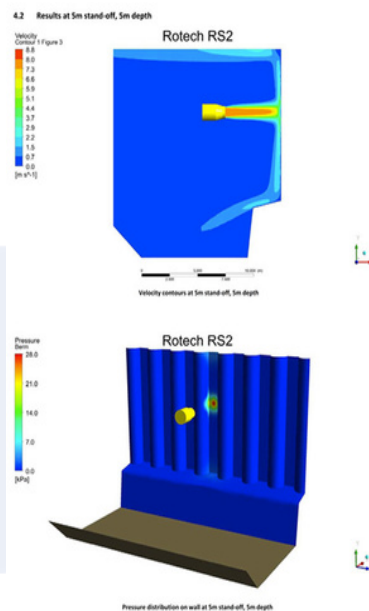 4.2 Results at 5m stand-off, 5m depth
Rotech RS2
Velocity
Contour 1 Figure 3
8.8
8.1
7.3
6.6
5.9
5.1
4.4
3.7
2.9
2.2
1.5
0.7
0.0
[m s^-1]
Velocity contours at 5m stand-off, 5m depth
Rotech RS2
Pressure
Berm
28.0
21.0
14.0
7.0
0.0
[kPa]
Pressure distribution on wall at 5m stand-off, 5m depth